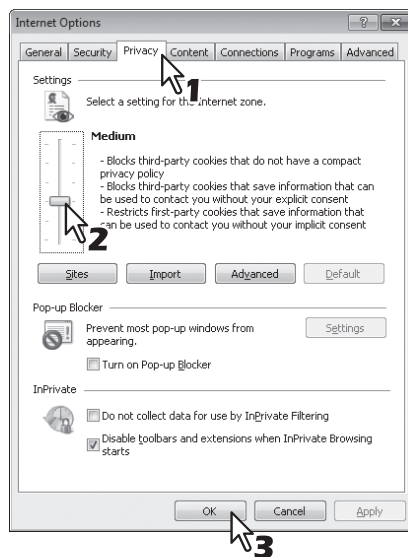 Internet Options
General Security Privacy Content Connections Programs Advanced
1
Settings
Select a setting for the Internet zone.
Medium
- Blocks third-party cookies that do not have a compact
privacy policy
- Blocks third-party cookies that save information that can
be used to contact you without your explicit consent
- Restricts first-party cookies that save information that
can be used to contact you without your implicit consent
2
Sites Import Advanced Default
Pop-up Blocker
Prevent most pop-up windows from
appearing.
Settings
Turn on Pop-up Blocker
InPrivate
Do not collect data for use by InPrivate Filtering
Disable toolbars and extensions when InPrivate Browsing
starts
OK Cancel Apply
3